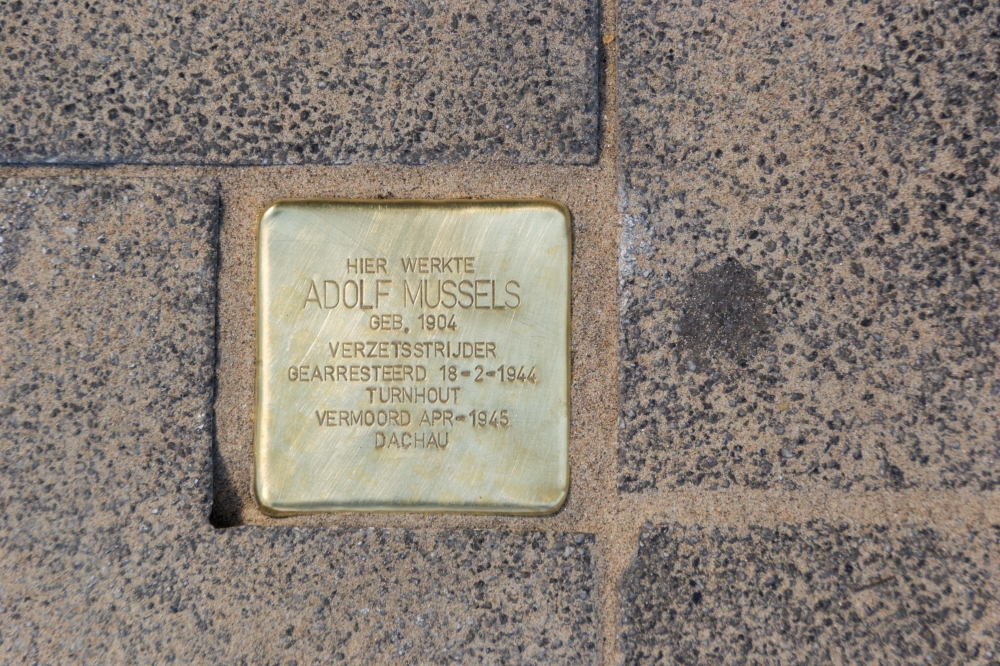 HIER WERKTE
ADOLF MUSSELS
GEB. 1904
VERZETSSTRIJDER
GEARRESTEERD 18-2-1944
TURNHOUT
VERMOORD APR-1945
DACHAU